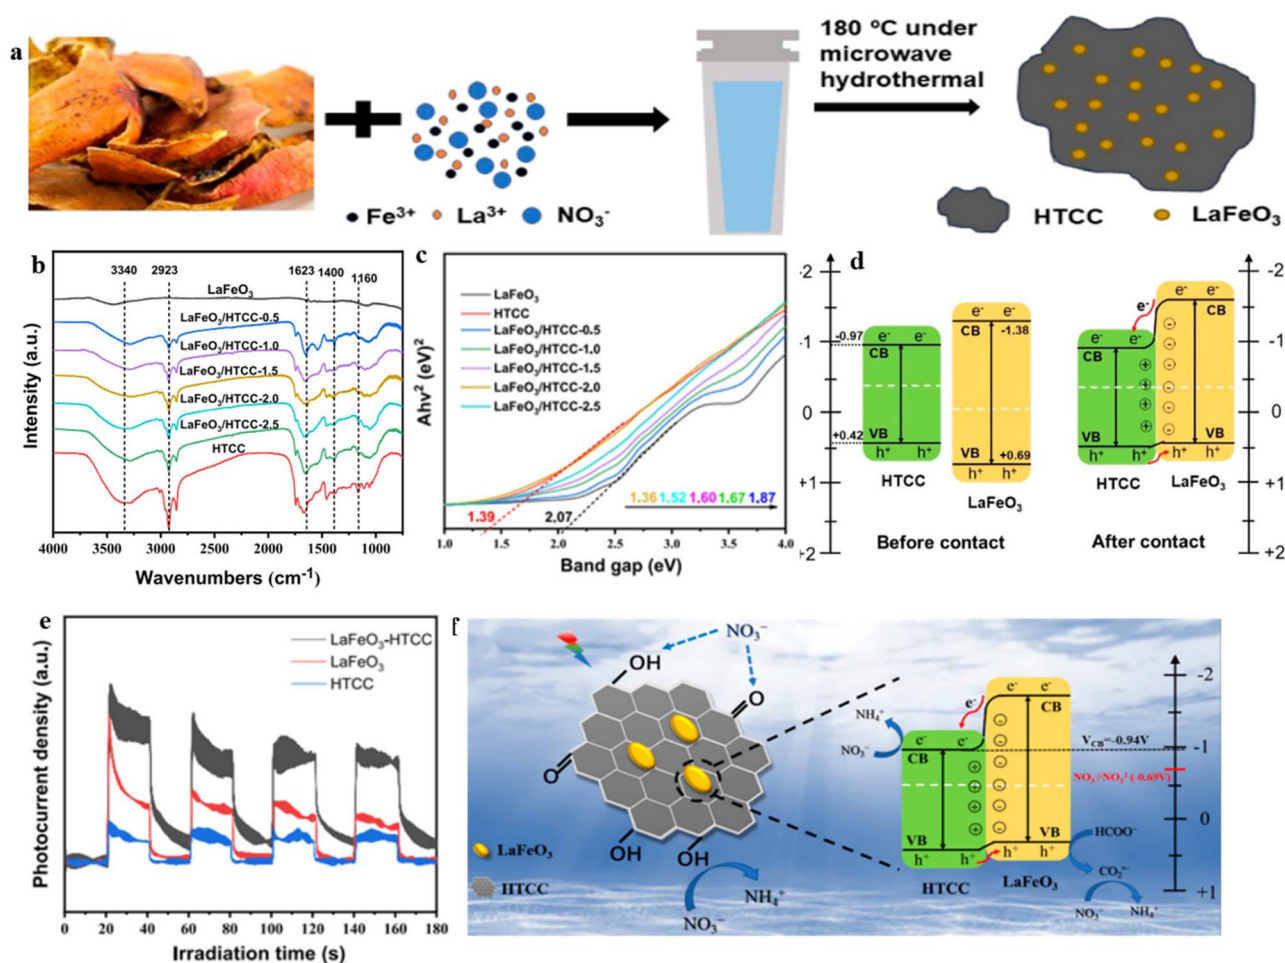 a
180 °C under
microwave
hydrothermal
Fe³⁺ La³⁺ NO₃⁻
HTCC LaFeO₃
b
3340 2923 1623 1400 1160
LaFeO₃
LaFeO₃/HTCC-0.5
LaFeO₃/HTCC-1.0
LaFeO₃/HTCC-1.5
LaFeO₃/HTCC-2.0
LaFeO₃/HTCC-2.5
HTCC
Intensity (a.u.)
4000 3500 3000 2500 2000 1500 1000
Wavenumbers (cm⁻¹)
c
LaFeO₃
HTCC
LaFeO₃/HTCC-0.5
LaFeO₃/HTCC-1.0
LaFeO₃/HTCC-1.5
LaFeO₃/HTCC-2.0
LaFeO₃/HTCC-2.5
Ahv² (eV)²
1.36 1.52 1.60 1.67 1.87
1.39 2.07
1.0 1.5 2.0 2.5 3.0 3.5 4.0
Band gap (eV)
d
-2
-1
0
+1
+2
-0.97
+0.42
e⁻ e⁻
CB
VB
h⁺ h⁺
HTCC
e⁻ e⁻
CB -1.38
VB +0.69
h⁺ h⁺
LaFeO₃
Before contact
e⁻
e⁻ e⁻
CB
VB
h⁺ h⁺
HTCC
e⁻ e⁻
CB
VB
h⁺ h⁺
LaFeO₃
After contact
-2
-1
0
+1
+2
e
LaFeO₃-HTCC
LaFeO₃
HTCC
Photocurrent density (a.u.)
0 20 40 60 80 100 120 140 160 180
Irradiation time (s)
f
NO₃⁻
OH
O
O
OH
OH
LaFeO₃
HTCC
NO₃⁻
NH₄⁺
NH₄⁺
NO₃⁻
e⁻
e⁻ e⁻
CB
VB
h⁺ h⁺
HTCC
e⁻ e⁻
CB
VB
h⁺ h⁺
LaFeO₃
V_CB=-0.94V
NO₃⁻/NO₃²⁻(-0.69V)
HCOO⁻
CO₂•⁻
NO₃⁻
NH₄⁺
-2
-1
0
+1